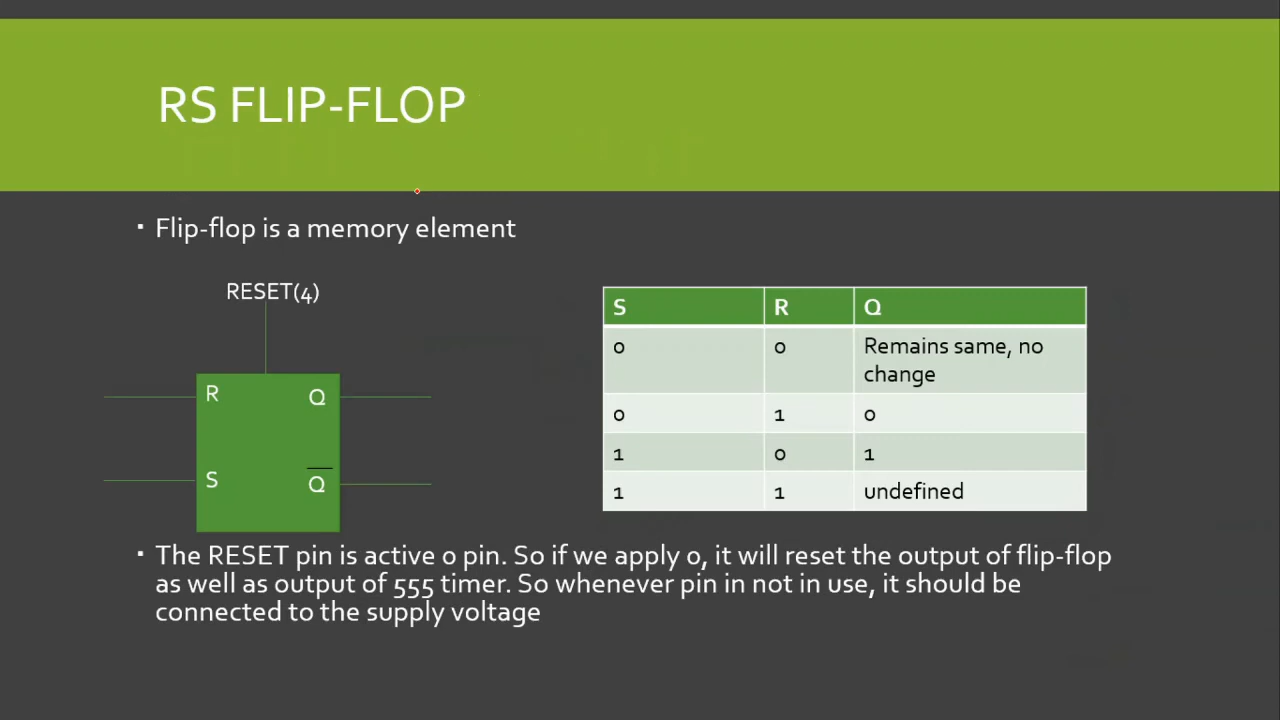 RS FLIP-FLOP
▪ Flip-flop is a memory element
RESET(4)
R Q
S Q̅
S R Q
0 0 Remains same, no
change
0 1 0
1 0 1
1 1 undefined
▪ The RESET pin is active 0 pin. So if we apply 0, it will reset the output of flip-flop
as well as output of 555 timer. So whenever pin in not in use, it should be
connected to the supply voltage